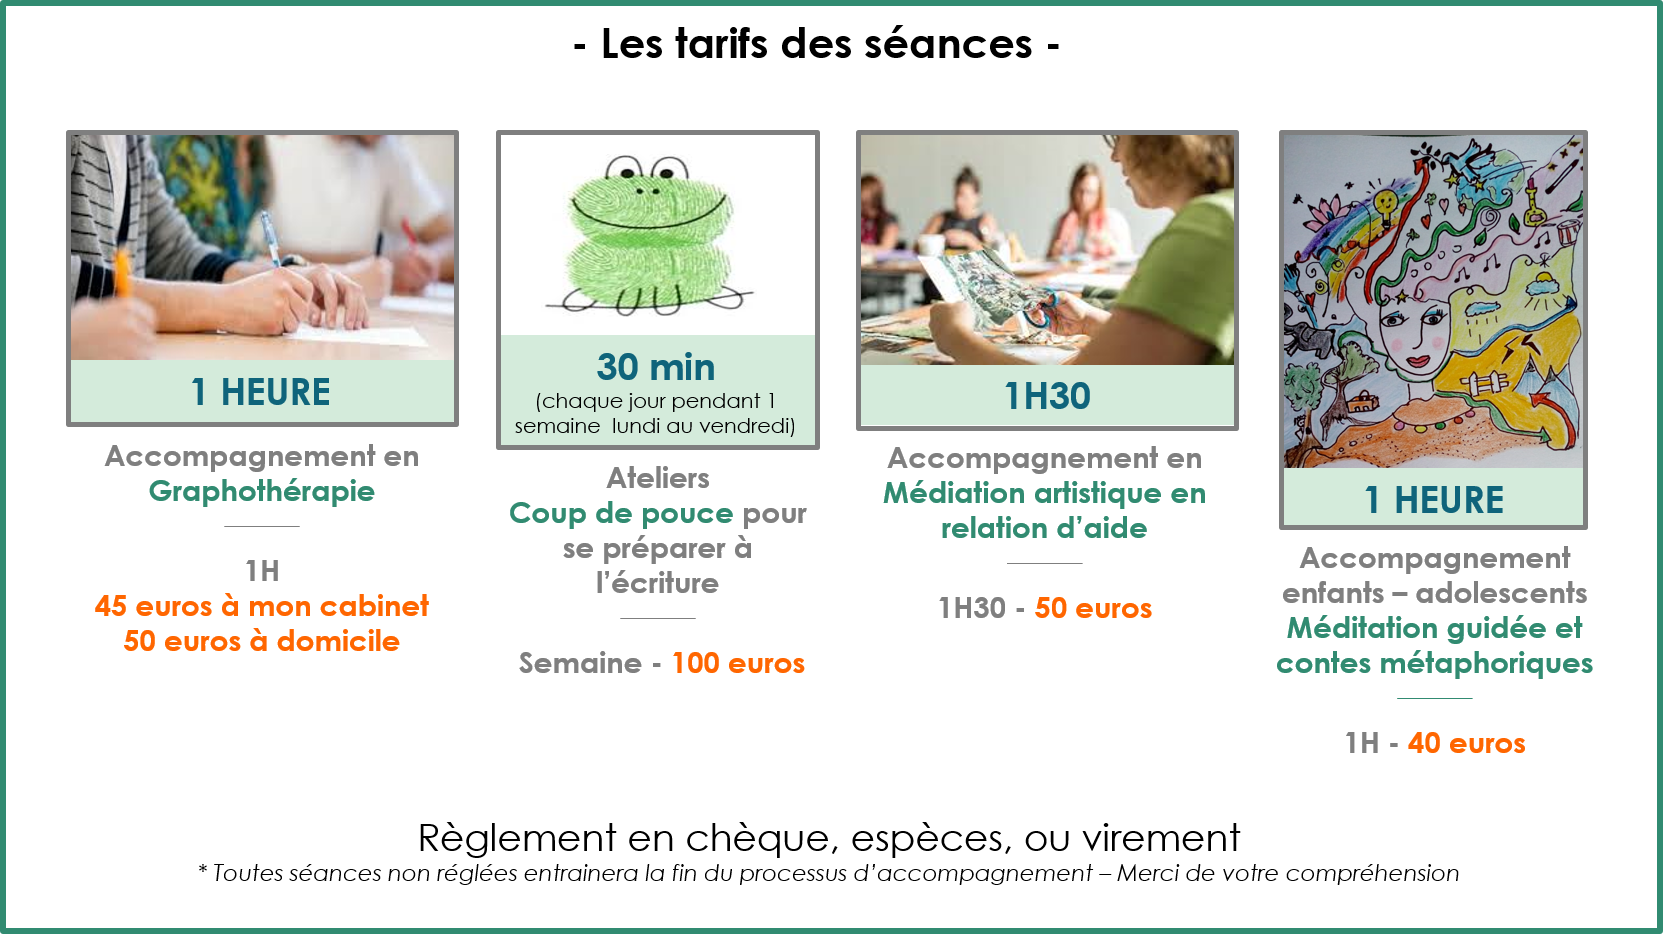 - Les tarifs des séances -
1 HEURE
Accompagnement en
Graphothérapie
1H
45 euros à mon cabinet
50 euros à domicile
30 min
(chaque jour pendant 1
semaine  lundi au vendredi)
Ateliers
Coup de pouce pour
se préparer à
l’écriture
Semaine - 100 euros
1H30
Accompagnement en
Médiation artistique en
relation d’aide
1H30 - 50 euros
1 HEURE
Accompagnement
enfants – adolescents
Méditation guidée et
contes métaphoriques
1H - 40 euros
Règlement en chèque, espèces, ou virement
* Toutes séances non réglées entrainera la fin du processus d’accompagnement – Merci de votre compréhension